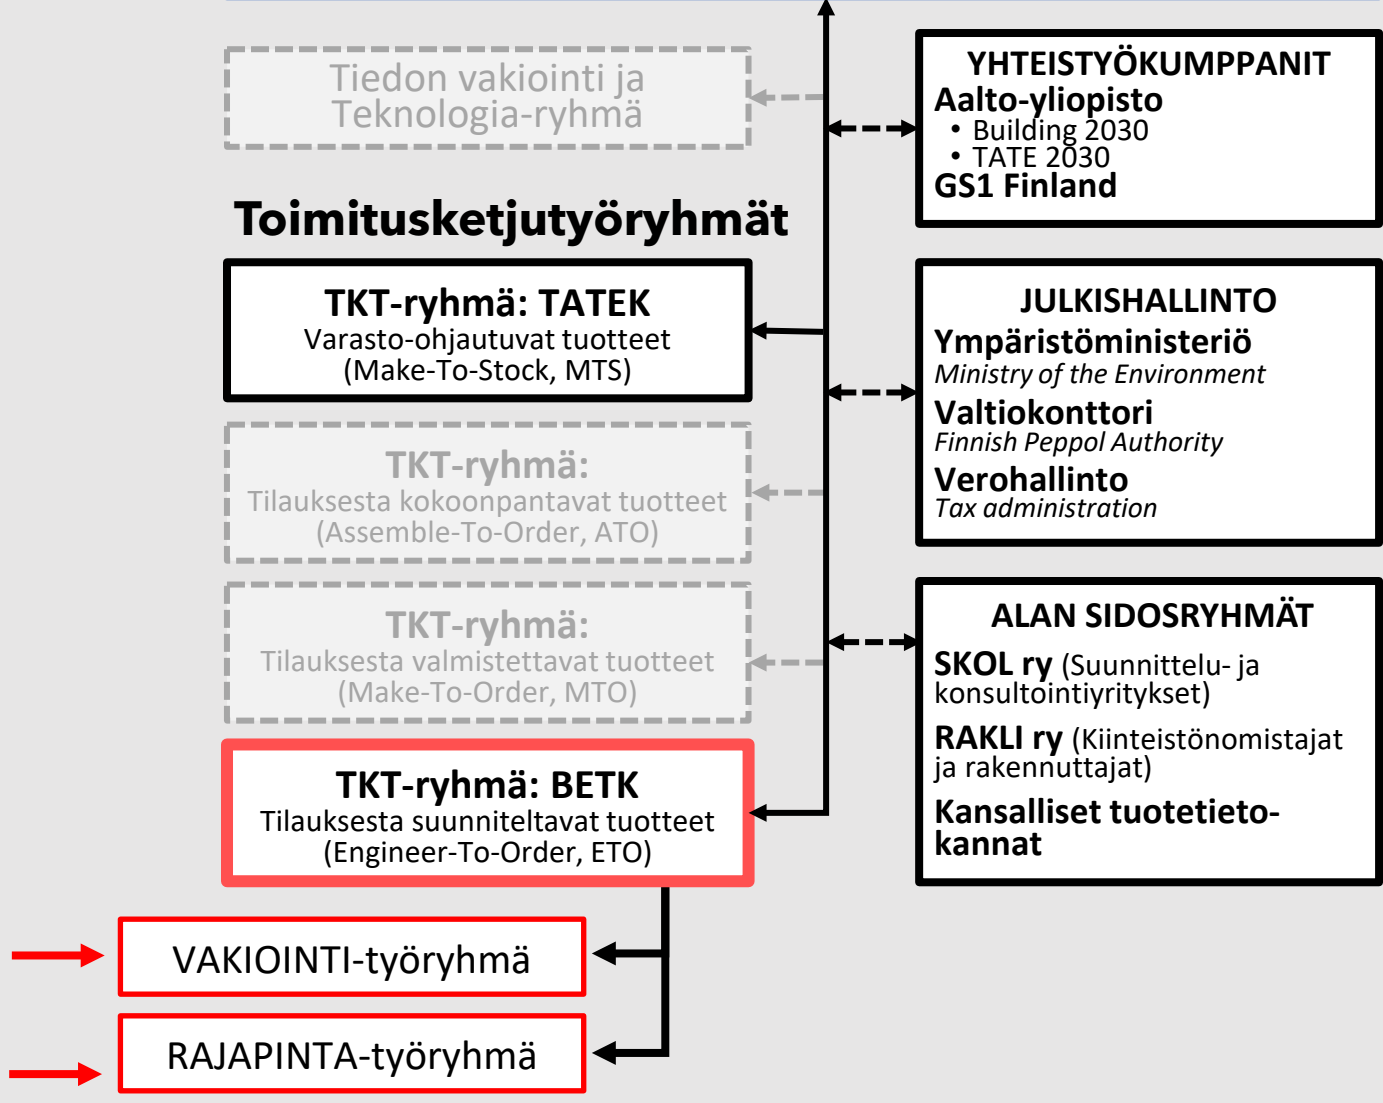 Tiedon vakiointi ja
Teknologia-ryhmä
Toimitusketjutyöryhmät
TKT-ryhmä: TATEK
Varasto-ohjautuvat tuotteet
(Make-To-Stock, MTS)
TKT-ryhmä:
Tilauksesta kokoonpantavat tuotteet
(Assemble-To-Order, ATO)
TKT-ryhmä:
Tilauksesta valmistettavat tuotteet
(Make-To-Order, MTO)
TKT-ryhmä: BETK
Tilauksesta suunniteltavat tuotteet
(Engineer-To-Order, ETO)
VAKIOINTI-työryhmä
RAJAPINTA-työryhmä
YHTEISTYÖKUMPPANIT
Aalto-yliopisto
• Building 2030
• TATE 2030
GS1 Finland
JULKISHALLINTO
Ympäristöministeriö
Ministry of the Environment
Valtiokonttori
Finnish Peppol Authority
Verohallinto
Tax administration
ALAN SIDOSRYHMÄT
SKOL ry (Suunnittelu- ja
konsultointiyritykset)
RAKLI ry (Kiinteistönomistajat
ja rakennuttajat)
Kansalliset tuotetieto-
kannat